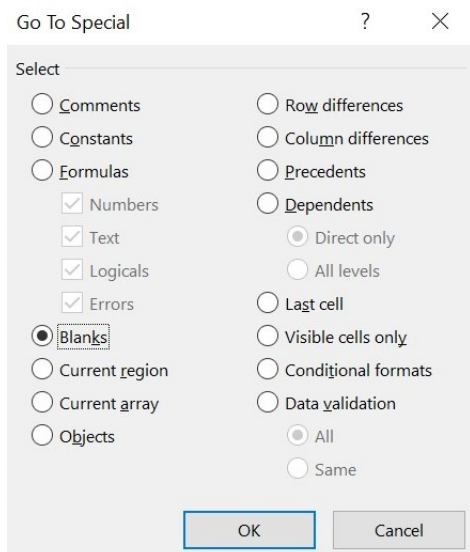 Go To Special ?
Select
Comments
Constants
Formulas
Numbers
Text
Logicals
Errors
Blanks
Current region
Current array
Objects
Row differences
Column differences
Precedents
Dependents
Direct only
All levels
Last cell
Visible cells only
Conditional formats
Data validation
All
Same
OK
Cancel